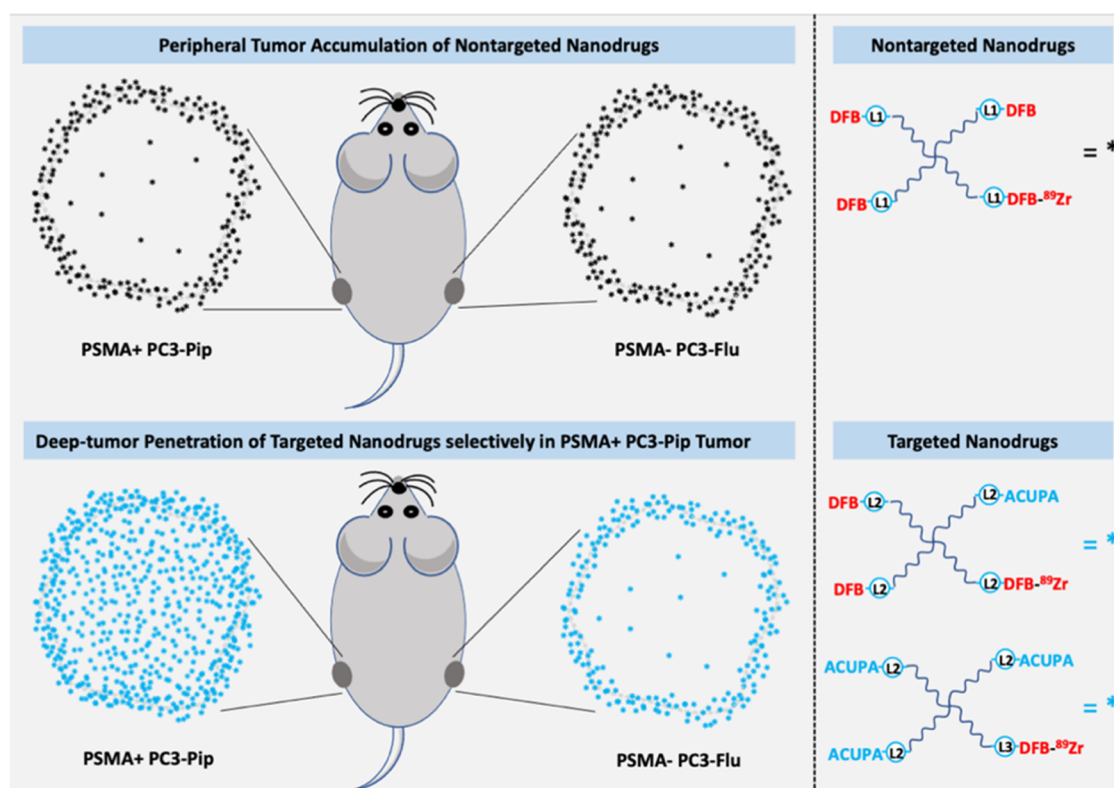 Peripheral Tumor Accumulation of Nontargeted Nanodrugs
PSMA+ PC3-Pip
PSMA- PC3-Flu
Nontargeted Nanodrugs
DFB-L1
L1-DFB
= *
DFB-L1
L1-DFB-⁸⁹Zr
Deep-tumor Penetration of Targeted Nanodrugs selectively in PSMA+ PC3-Pip Tumor
PSMA+ PC3-Pip
PSMA- PC3-Flu
Targeted Nanodrugs
DFB-L2
L2-ACUPA
= *
DFB-L2
L2-DFB-⁸⁹Zr
ACUPA-L2
L2-ACUPA
= *
ACUPA-L2
L3-DFB-⁸⁹Zr